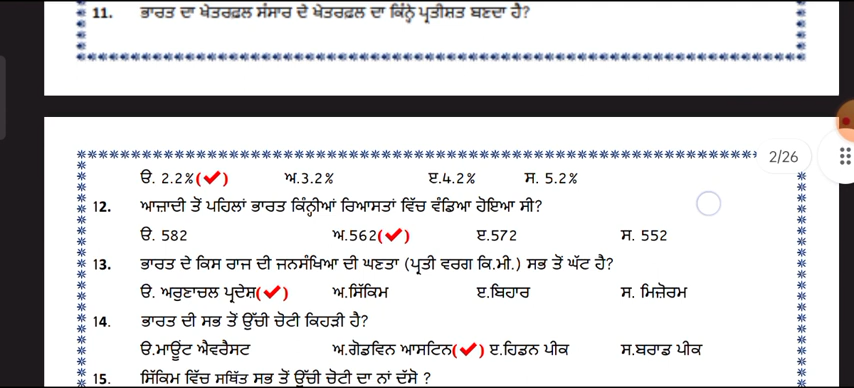 11. ਭਾਰਤ ਦਾ ਖੇਤਰਫ਼ਲ ਸੰਸਾਰ ਦੇ ਖੇਤਰਫ਼ਲ ਦਾ ਕਿੰਨੇ ਪ੍ਰਤੀਸ਼ਤ ਬਣਦਾ ਹੈ?
2/26
ੳ. 2.2%(✔) ਅ.3.2% ੲ.4.2% ਸ. 5.2%
12. ਆਜ਼ਾਦੀ ਤੋਂ ਪਹਿਲਾਂ ਭਾਰਤ ਕਿੰਨ੍ਹੀਆਂ ਰਿਆਸਤਾਂ ਵਿੱਚ ਵੰਡਿਆ ਹੋਇਆ ਸੀ?
ੳ. 582 ਅ.562(✔) ੲ.572 ਸ. 552
13. ਭਾਰਤ ਦੇ ਕਿਸ ਰਾਜ ਦੀ ਜਨਸੰਖਿਆ ਦੀ ਘਣਤਾ (ਪ੍ਰਤੀ ਵਰਗ ਕਿ.ਮੀ.) ਸਭ ਤੋਂ ਘੱਟ ਹੈ?
ੳ. ਅਰੁਣਾਚਲ ਪ੍ਰਦੇਸ਼(✔) ਅ.ਸਿੱਕਿਮ ੲ.ਬਿਹਾਰ ਸ. ਮਿਜ਼ੋਰਮ
14. ਭਾਰਤ ਦੀ ਸਭ ਤੋਂ ਉੱਚੀ ਚੋਟੀ ਕਿਹੜੀ ਹੈ?
ੳ.ਮਾਊਂਟ ਐਵਰੈਸਟ ਅ.ਗੋਡਵਿਨ ਆਸਟਿਨ(✔) ੲ.ਹਿਡਨ ਪੀਕ ਸ.ਬਰਾਡ ਪੀਕ
15. ਸਿੱਕਿਮ ਵਿੱਚ ਸਥਿੱਤ ਸਭ ਤੋਂ ਉੱਚੀ ਚੋਟੀ ਦਾ ਨਾਂ ਦੱਸੋ ?